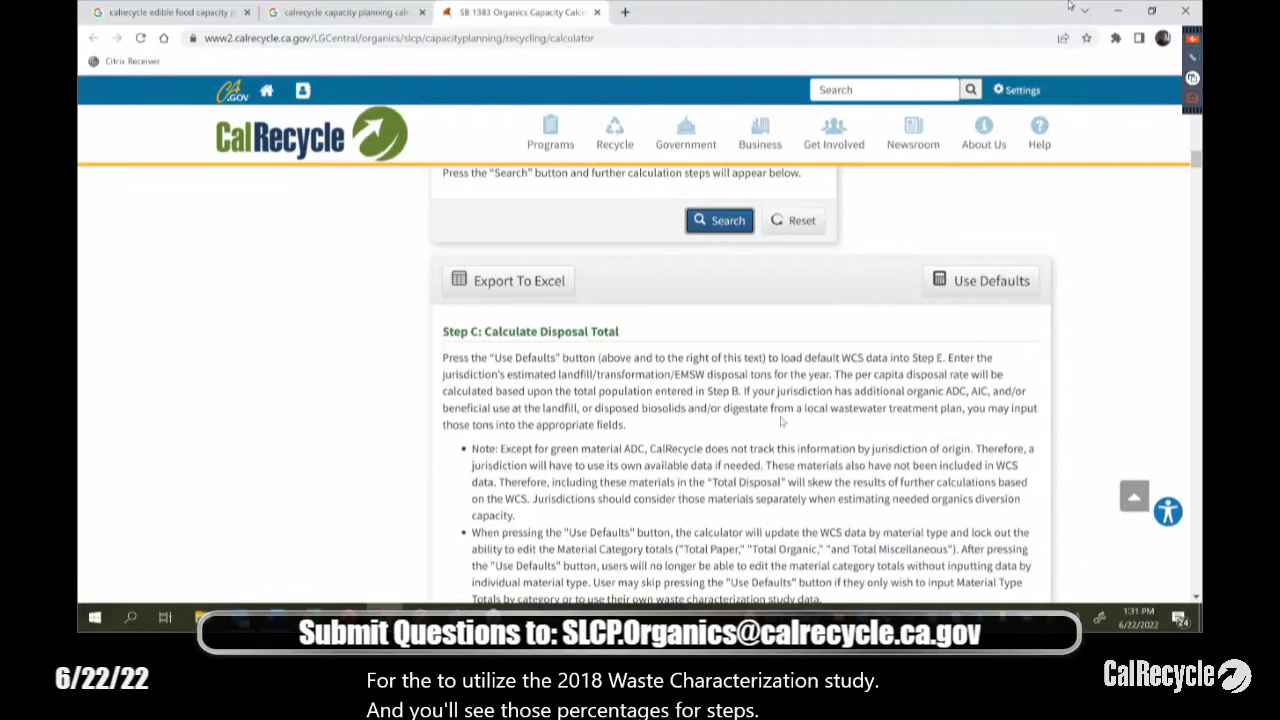 calrecycle edible food capacity p
calrecycle capacity planning calc
SB 1383 Organics Capacity Calcu
www2.calrecycle.ca.gov/LGCentral/organics/slcp/capacityplanning/recycling/calculator
Citrix Receiver
CA.GOV
Search
Settings
CalRecycle
Programs
Recycle
Government
Business
Get Involved
Newsroom
About Us
Help
Press the "Search" button and further calculation steps will appear below.
Search
Reset
Export To Excel
Use Defaults
Step C: Calculate Disposal Total
Press the "Use Defaults" button (above and to the right of this text) to load default WCS data into Step E. Enter the
jurisdiction's estimated landfill/transformation/EMSW disposal tons for the year. The per capita disposal rate will be
calculated based upon the total population entered in Step B. If your jurisdiction has additional organic ADC, AIC, and/or
beneficial use at the landfill, or disposed biosolids and/or digestate from a local wastewater treatment plan, you may input
those tons into the appropriate fields.
• Note: Except for green material ADC, CalRecycle does not track this information by jurisdiction of origin. Therefore, a
jurisdiction will have to use its own available data if needed. These materials also have not been included in WCS
data. Therefore, including these materials in the "Total Disposal" will skew the results of further calculations based
on the WCS. Jurisdictions should consider those materials separately when estimating needed organics diversion
capacity.
• When pressing the "Use Defaults" button, the calculator will update the WCS data by material type and lock out the
ability to edit the Material Category totals ("Total Paper," "Total Organic," "and Total Miscellaneous"). After pressing
the "Use Defaults" button, users will no longer be able to edit the material category totals without inputting data by
individual material type. User may skip pressing the "Use Defaults" button if they only wish to input Material Type
Totals by category or to use their own waste characterization study data.
1:31 PM
6/22/2022
24
Submit Questions to: SLCP.Organics@calrecycle.ca.gov
6/22/22
For the to utilize the 2018 Waste Characterization study.
And you'll see those percentages for steps.
CalRecycle